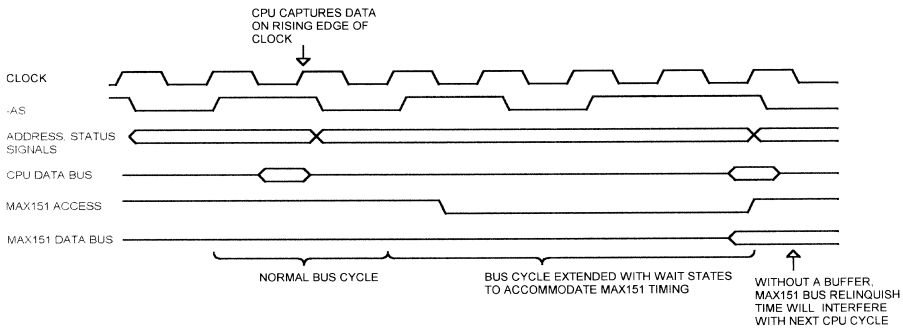 CPU CAPTURES DATA
ON RISING EDGE OF
CLOCK
CLOCK
-AS
ADDRESS. STATUS
SIGNALS
CPU DATA BUS
MAX151 ACCESS
MAX151 DATA BUS
NORMAL BUS CYCLE
BUS CYCLE EXTENDED WITH WAIT STATES
TO ACCOMMODATE MAX151 TIMING
WITHOUT A BUFFER,
MAX151 BUS RELINQUISH
TIME WILL INTERFERE
WITH NEXT CPU CYCLE